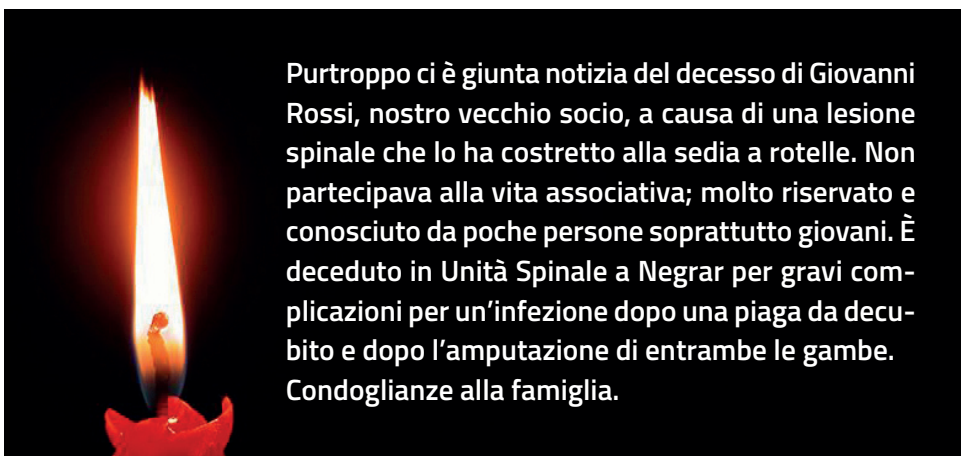 Purtroppo ci è giunta notizia del decesso di Giovanni
Rossi, nostro vecchio socio, a causa di una lesione
spinale che lo ha costretto alla sedia a rotelle. Non
partecipava alla vita associativa; molto riservato e
conosciuto da poche persone soprattutto giovani. È
deceduto in Unità Spinale a Negrar per gravi com-
plicazioni per un’infezione dopo una piaga da decu-
bito e dopo l’amputazione di entrambe le gambe.
Condoglianze alla famiglia.